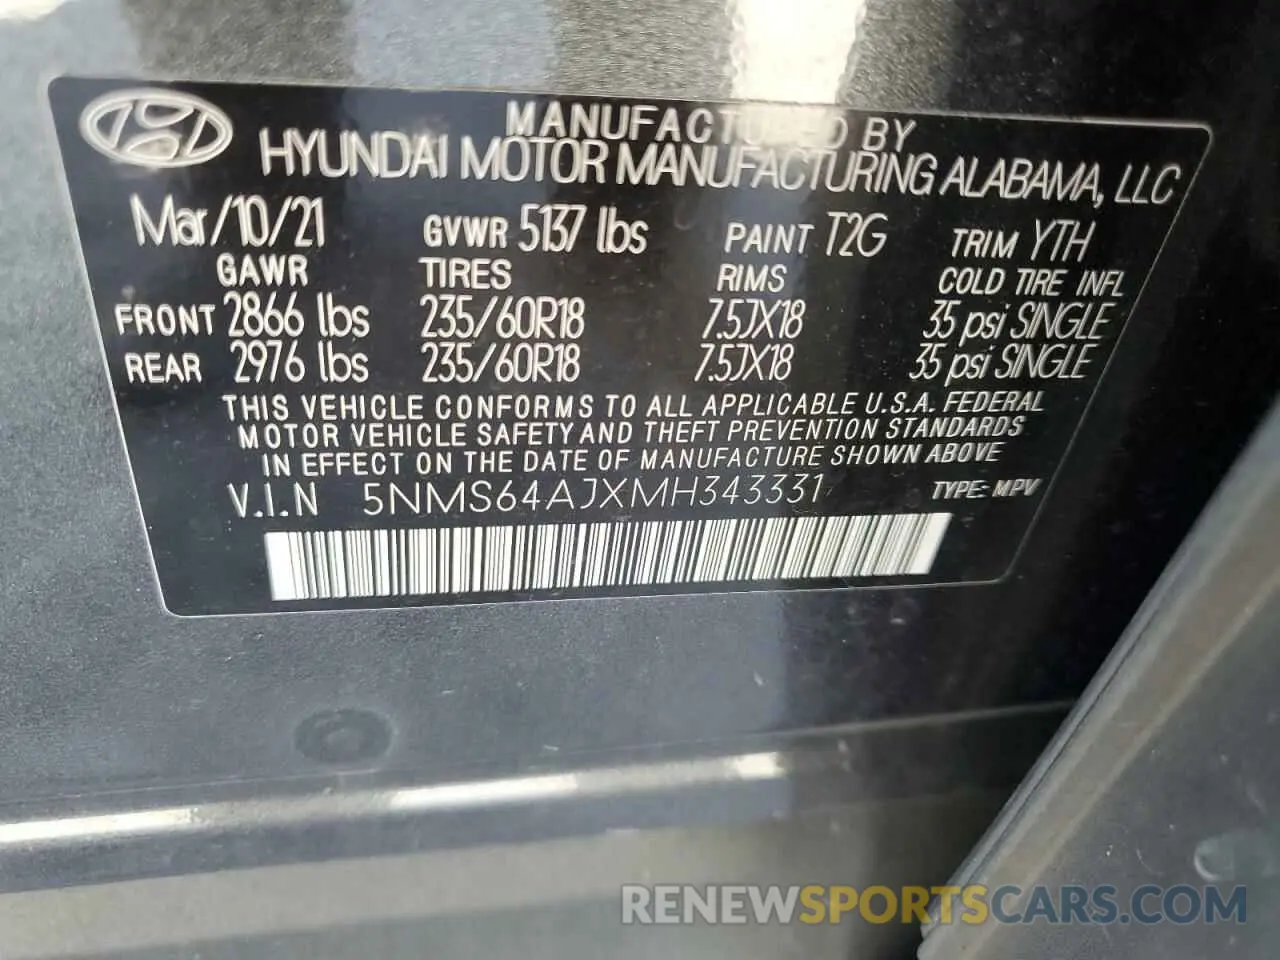 MANUFACTURED BY
HYUNDAI MOTOR MANUFACTURING ALABAMA, LLC
Mar/10/21 GVWR 5137 lbs PAINT T2G TRIM YTH
GAWR TIRES RIMS COLD TIRE INFL
FRONT 2866 lbs 235/60R18 7.5JX18 35 psi SINGLE
REAR 2976 lbs 235/60R18 7.5JX18 35 psi SINGLE
THIS VEHICLE CONFORMS TO ALL APPLICABLE U.S.A. FEDERAL
MOTOR VEHICLE SAFETY AND THEFT PREVENTION STANDARDS
IN EFFECT ON THE DATE OF MANUFACTURE SHOWN ABOVE
V.I.N 5NMS64AJXMH343331 TYPE: MPV
RENEWSPORTSCARS.COM